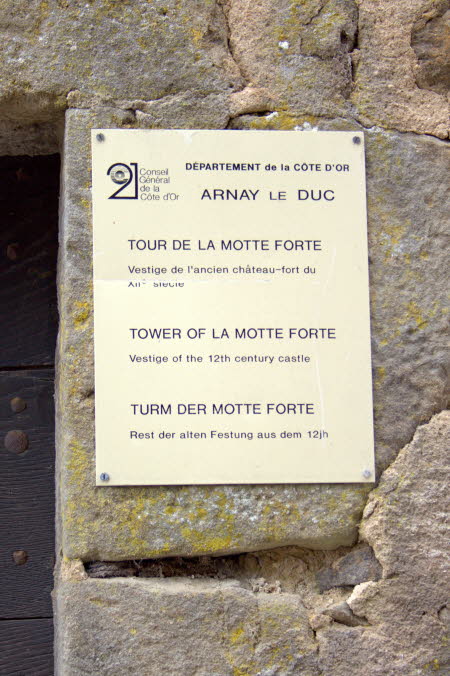 21
Conseil
Général
de la
Côte d'Or
DÉPARTEMENT de la CÔTE D'OR
ARNAY LE DUC
TOUR DE LA MOTTE FORTE
Vestige de l'ancien château-fort du
XIIe siècle
TOWER OF LA MOTTE FORTE
Vestige of the 12th century castle
TURM DER MOTTE FORTE
Rest der alten Festung aus dem 12jh